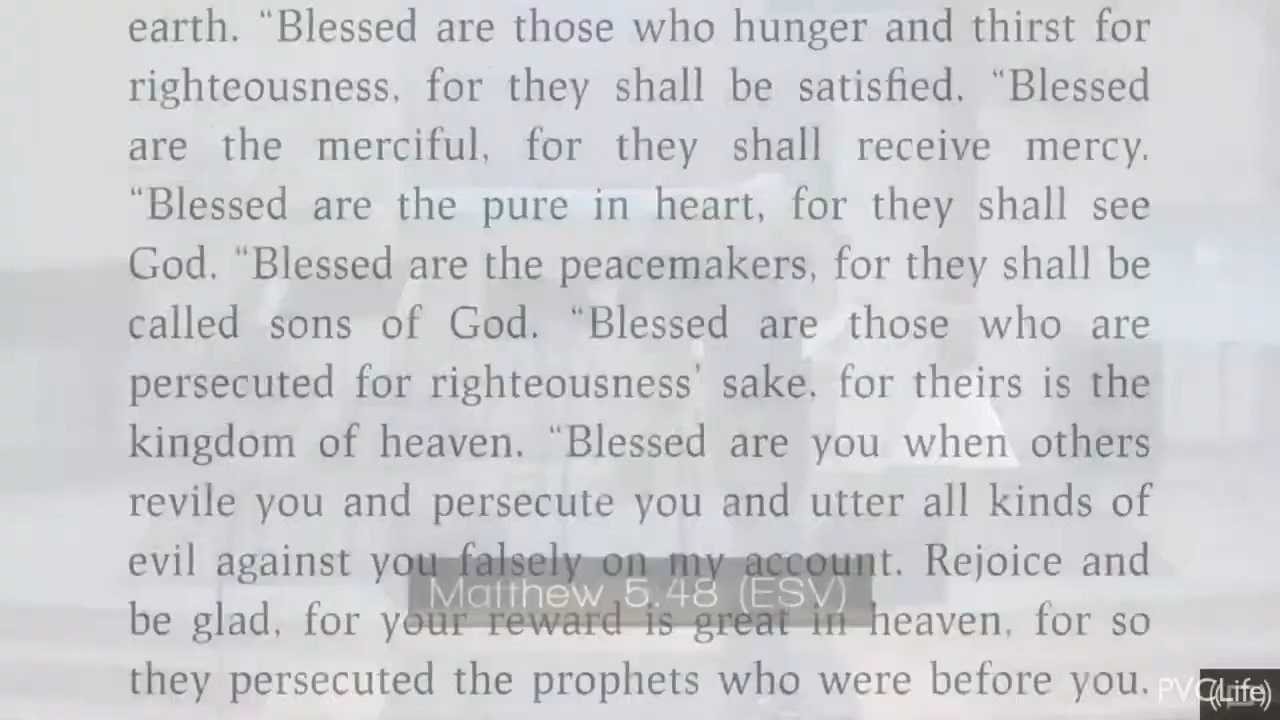 earth. “Blessed are those who hunger and thirst for
righteousness, for they shall be satisfied. “Blessed
are the merciful, for they shall receive mercy.
“Blessed are the pure in heart, for they shall see
God. “Blessed are the peacemakers, for they shall be
called sons of God. “Blessed are those who are
persecuted for righteousness’ sake, for theirs is the
kingdom of heaven. “Blessed are you when others
revile you and persecute you and utter all kinds of
evil against you falsely on my account. Rejoice and
Matthew 5.48 (ESV)
be glad, for your reward is great in heaven, for so
they persecuted the prophets who were before you.
PVCLife